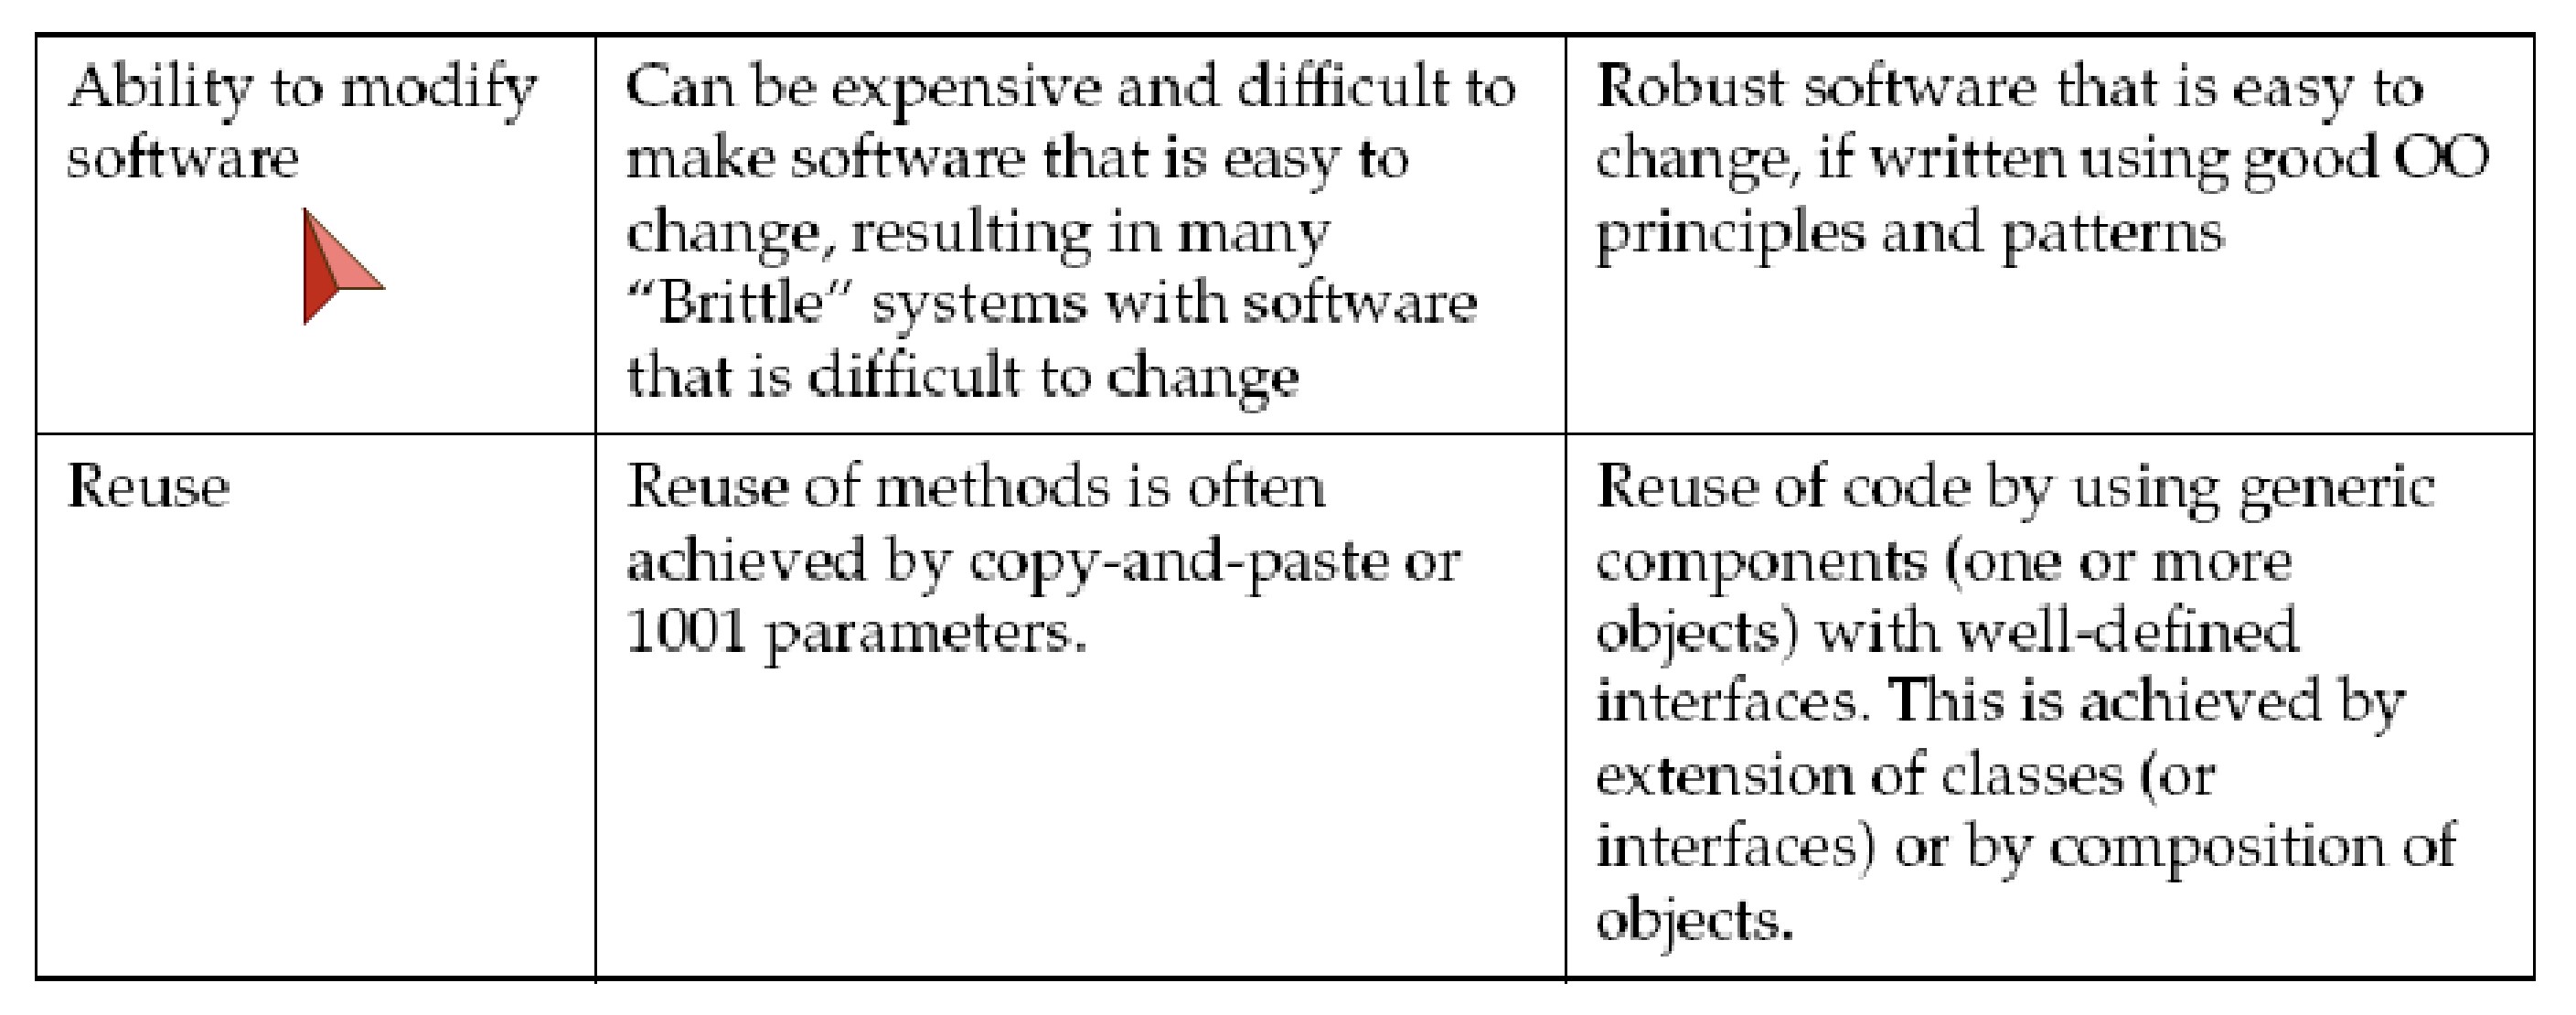 Ability to modify
software
Can be expensive and difficult to
make software that is easy to
change, resulting in many
“Brittle” systems with software
that is difficult to change
Robust software that is easy to
change, if written using good OO
principles and patterns
Reuse
Reuse of methods is often
achieved by copy-and-paste or
1001 parameters.
Reuse of code by using generic
components (one or more
objects) with well-defined
interfaces. This is achieved by
extension of classes (or
interfaces) or by composition of
objects.